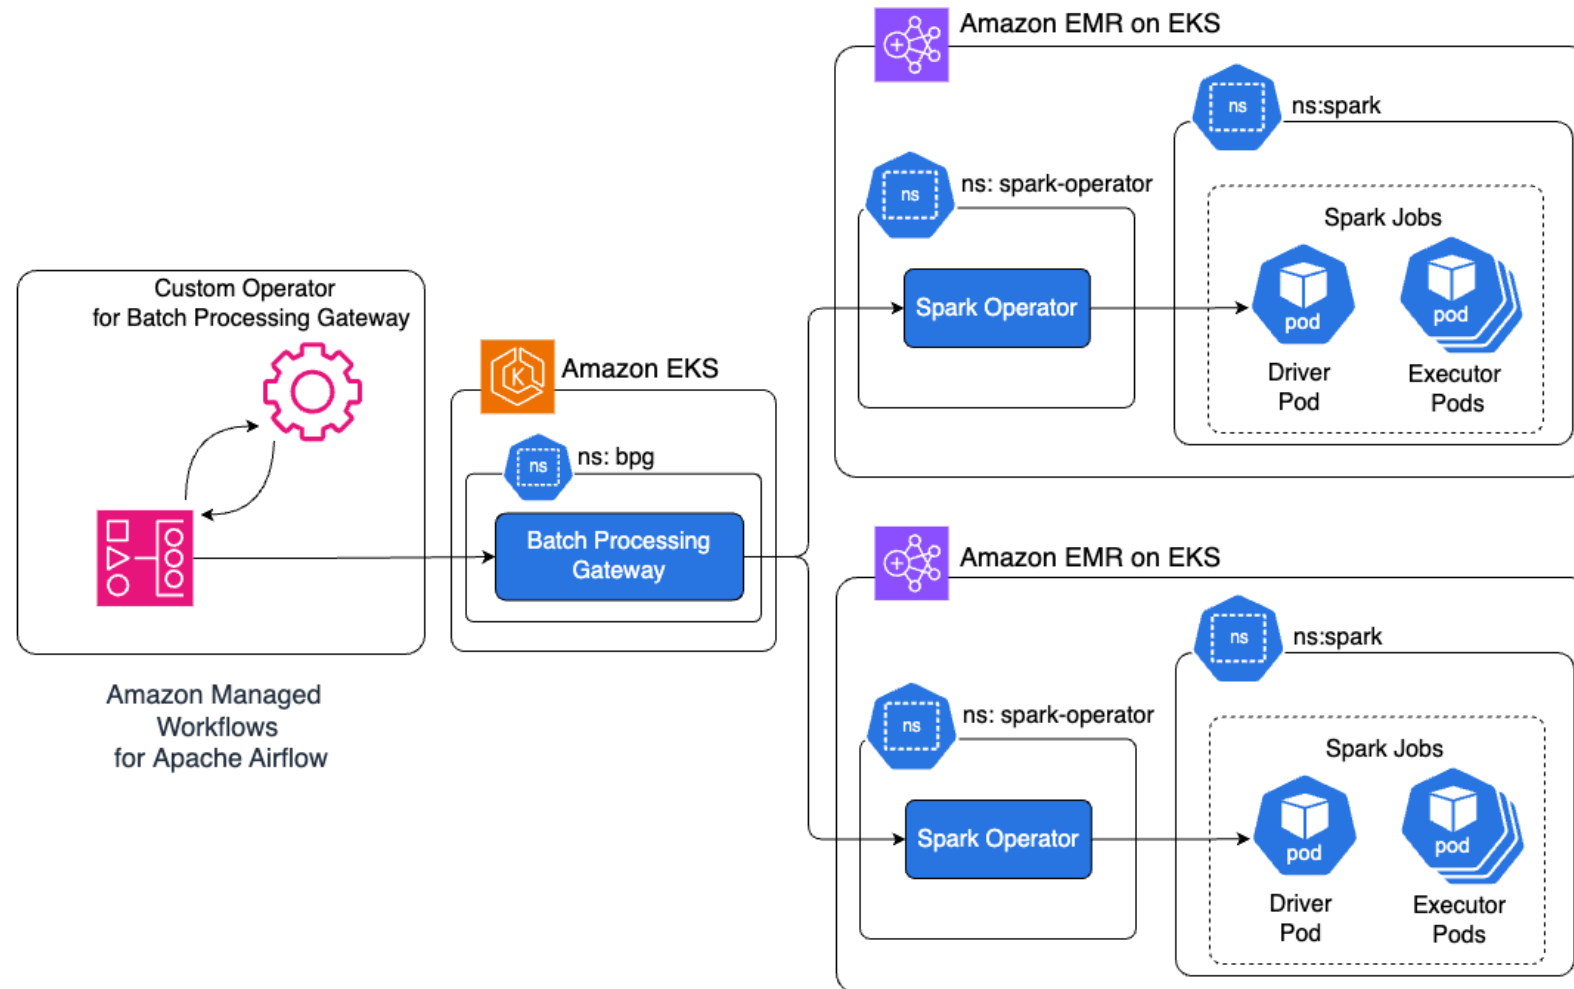 Custom Operator
for Batch Processing Gateway
Amazon Managed
Workflows
for Apache Airflow
Amazon EKS
ns
ns: bpg
Batch Processing
Gateway
Amazon EMR on EKS
ns
ns: spark-operator
Spark Operator
ns
ns:spark
Spark Jobs
pod
Driver
Pod
pod
Executor
Pods
Amazon EMR on EKS
ns
ns: spark-operator
Spark Operator
ns
ns:spark
Spark Jobs
pod
Driver
Pod
pod
Executor
Pods